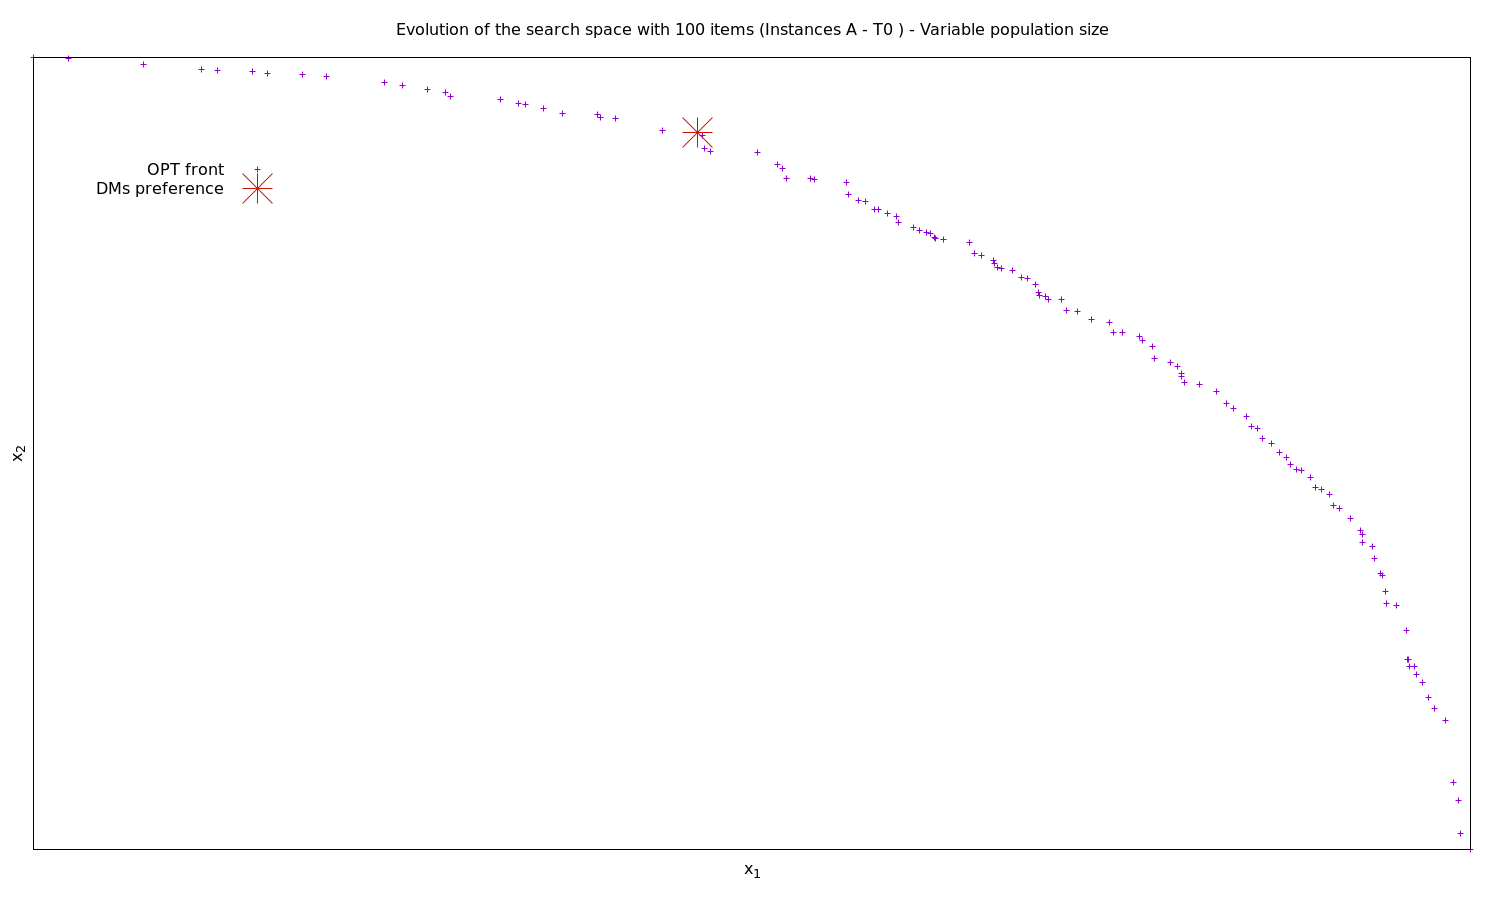 Evolution of the search space with 100 items (Instances A - T0 ) - Variable population size
OPT front
DMs preference
x2
x1